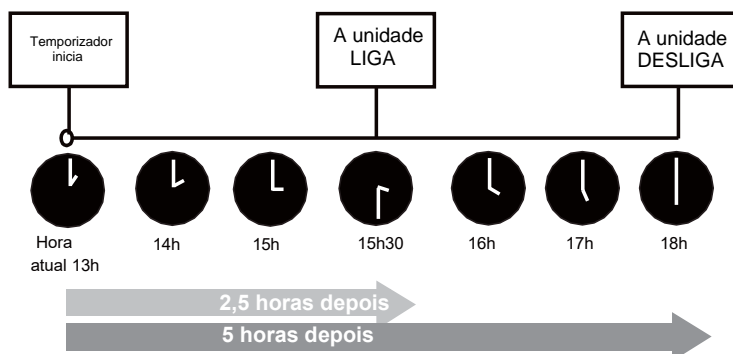 Temporizador
inicia
A unidade
LIGA
A unidade
DESLIGA
Hora
atual 13h
14h
15h
15h30
16h
17h
18h
2,5 horas depois
5 horas depois